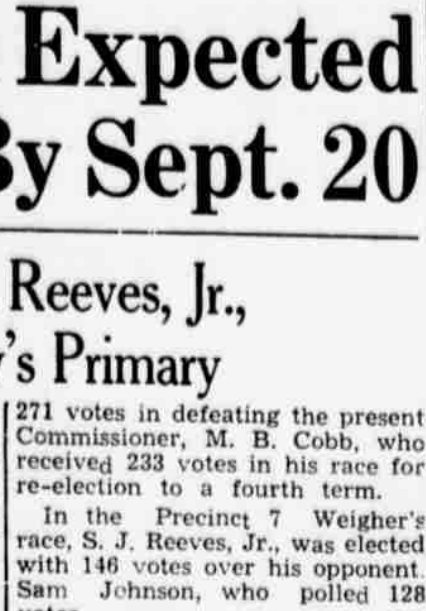 Expected
By Sept. 20
Reeves, Jr.,
's Primary
271 votes in defeating the present
Commissioner, M. B. Cobb, who
received 233 votes in his race for
re-election to a fourth term.
In the Precinct 7 Weigher's
race, S. J. Reeves, Jr., was elected
with 146 votes over his opponent.
Sam Johnson, who polled 128